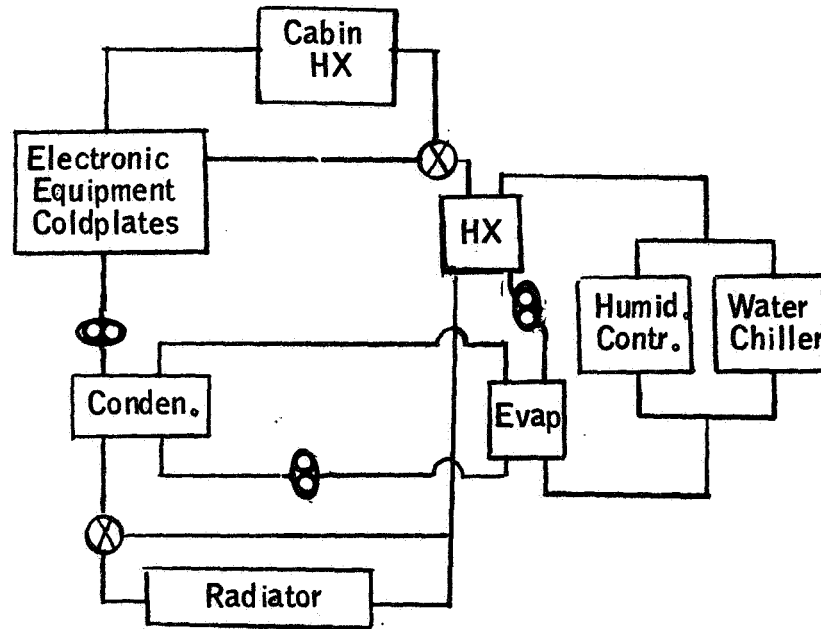 Cabin
HX
Electronic
Equipment
Coldplates
HX
Humid.
Contr.
Water
Chiller
Conden.
Evap
Radiator